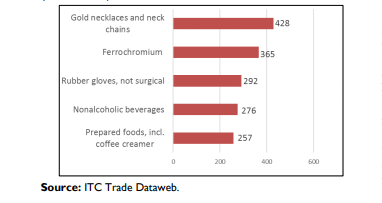 Gold necklaces and neck
chains
428
Ferrochromium
365
Rubber gloves, not surgical
292
Nonalcoholic beverages
276
Prepared foods, incl.
coffee creamer
257
0 200 400 600
Source: ITC Trade Dataweb.